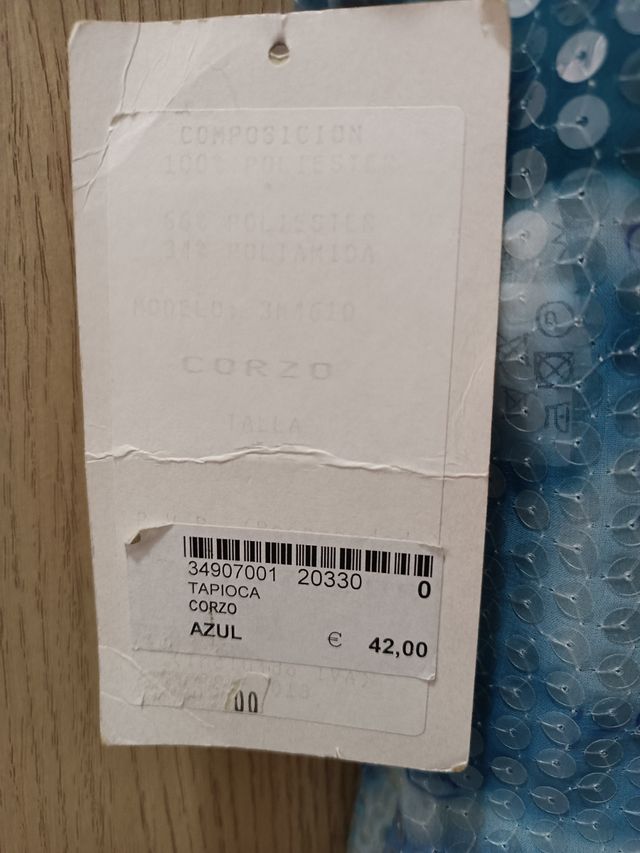 COMPOSICION
100% POLIESTER
66% POLIESTER
34% POLIAMIDA
MODELO: 3M4610
CORZO
TALLA
34907001 20330 0
TAPIOCA
CORZO
AZUL € 42,00
00